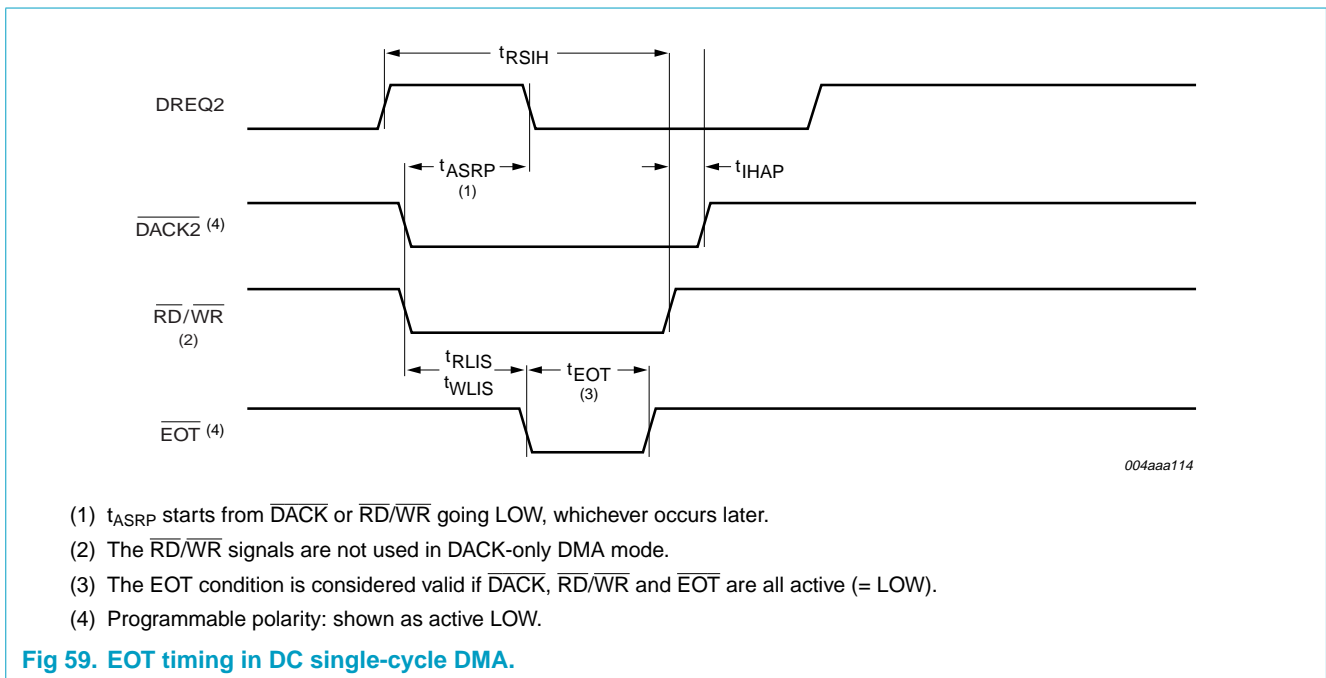 tRSIH
DREQ2
tASRP
(1)
tIHAP
DACK2 (4)
RD/WR
(2)
tRLIS
tWLIS
tEOT
(3)
EOT (4)
004aaa114
(1) tASRP starts from DACK or RD/WR going LOW, whichever occurs later.
(2) The RD/WR signals are not used in DACK-only DMA mode.
(3) The EOT condition is considered valid if DACK, RD/WR and EOT are all active (= LOW).
(4) Programmable polarity: shown as active LOW.
Fig 59. EOT timing in DC single-cycle DMA.